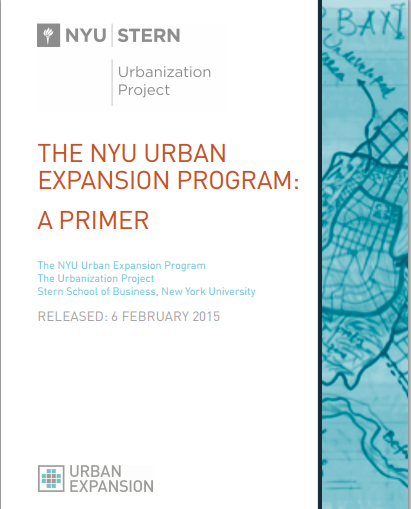 NYU STERN
Urbanization
Project
THE NYU URBAN
EXPANSION PROGRAM:
A PRIMER
The NYU Urban Expansion Program
The Urbanization Project
Stern School of Business, New York University
RELEASED: 6 FEBRUARY 2015
URBAN
EXPANSION